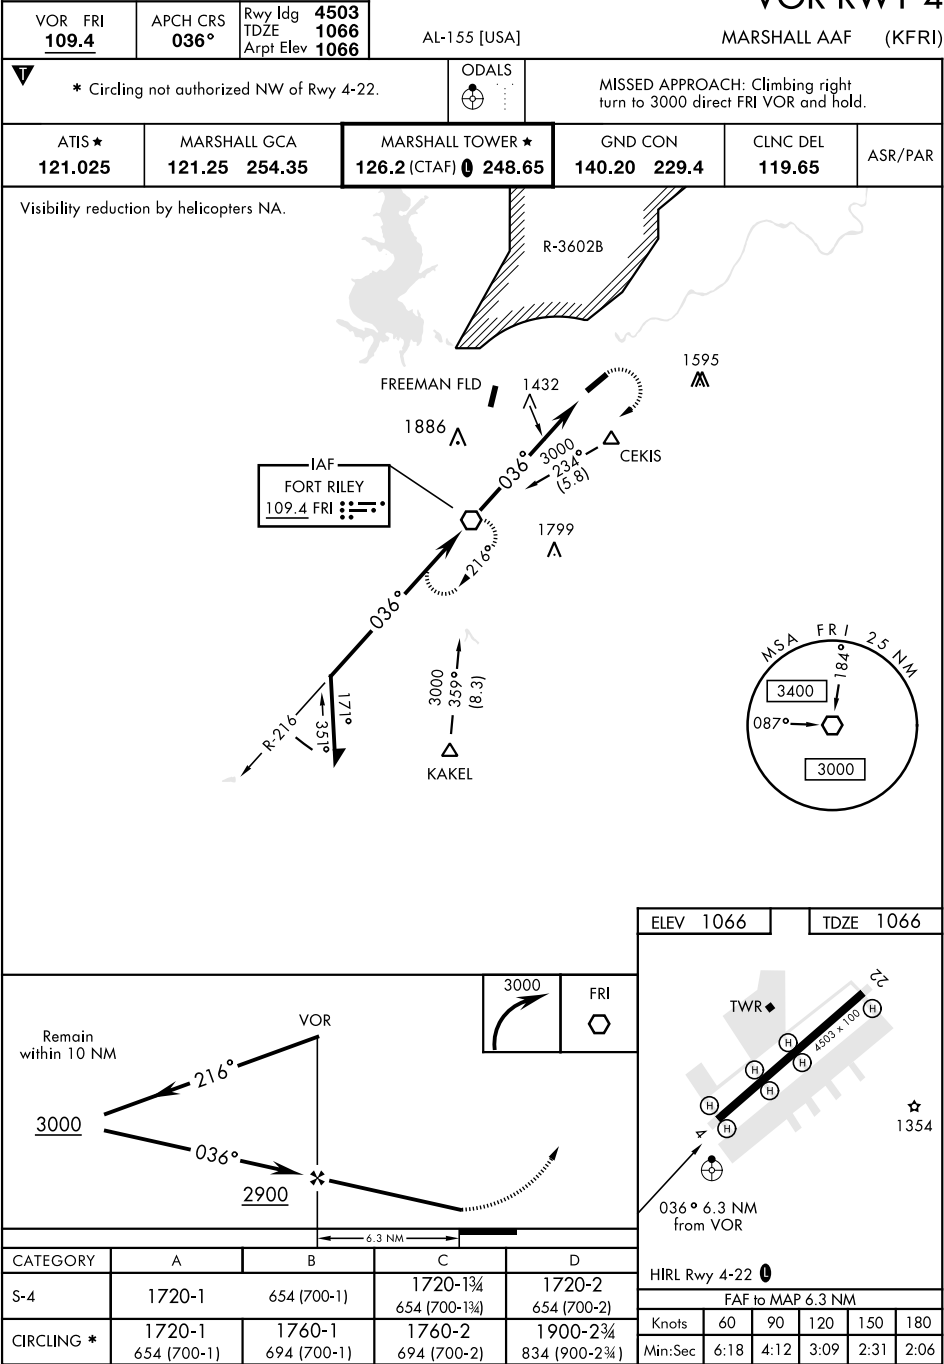 VOR RWY 4
VOR FRI
109.4
APCH CRS
036°
Rwy ldg 4503
TDZE 1066
Arpt Elev 1066
AL-155 [USA]
MARSHALL AAF (KFRI)
T
* Circling not authorized NW of Rwy 4-22.
ODALS
MISSED APPROACH: Climbing right
turn to 3000 direct FRI VOR and hold.
ATIS ★
121.025
MARSHALL GCA
121.25 254.35
MARSHALL TOWER ★
126.2 (CTAF) L 248.65
GND CON
140.20 229.4
CLNC DEL
119.65
ASR/PAR
Visibility reduction by helicopters NA.
R-3602B
1595
FREEMAN FLD
1432
1886
CEKIS
3000
234°
(5.8)
036°
IAF
FORT RILEY
109.4 FRI
1799
216°
036°
MSA FRI 25 NM
184°
3400
087°
3000
3000
359°
(8.3)
171°
351°
R-216
KAKEL
ELEV 1066
TDZE 1066
22
TWR
4503 x 100
H
H
H
H
H
H
H
4
1354
036° 6.3 NM
from VOR
HIRL Rwy 4-22 L
3000
FRI
VOR
Remain
within 10 NM
216°
3000
036°
2900
6.3 NM
CATEGORY A B C D
S-4 1720-1 654 (700-1) 1720-1¾ 654 (700-1¾) 1720-2 654 (700-2)
CIRCLING * 1720-1 654 (700-1) 1760-1 694 (700-1) 1760-2 694 (700-2) 1900-2¾ 834 (900-2¾)
FAF to MAP 6.3 NM
Knots 60 90 120 150 180
Min:Sec 6:18 4:12 3:09 2:31 2:06